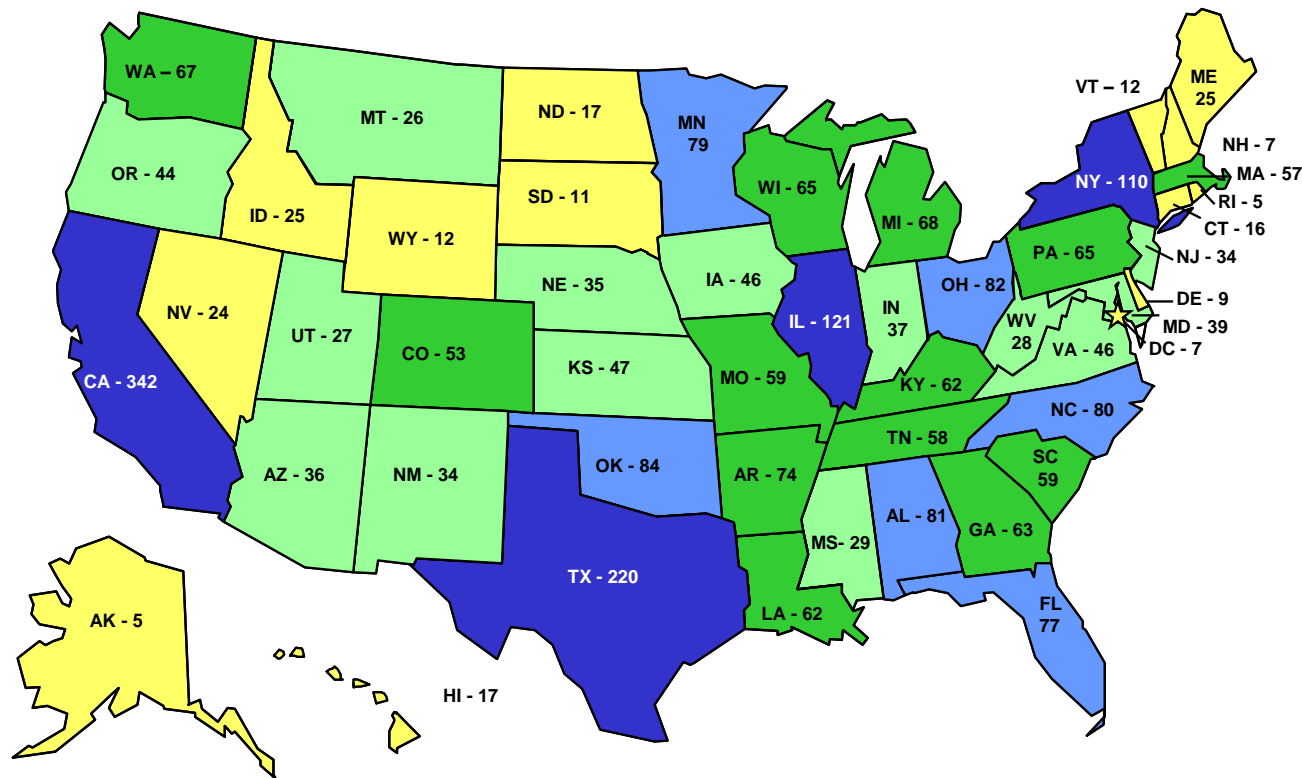 WA – 67
MT - 26
ND - 17
MN
79
VT – 12
ME
25
OR - 44
ID - 25
WY - 12
SD - 11
WI - 65
MI - 68
NY - 110
NH - 7
MA - 57
RI - 5
CT - 16
NJ - 34
PA - 65
NV - 24
UT - 27
CO - 53
NE - 35
IA - 46
IL - 121
IN
37
OH - 82
WV
28
VA - 46
DE - 9
MD - 39
DC - 7
CA - 342
KS - 47
MO - 59
KY - 62
NC - 80
TN - 58
AZ - 36
NM - 34
OK - 84
AR - 74
SC
59
MS- 29
AL - 81
GA - 63
TX - 220
LA - 62
FL
77
AK - 5
HI - 17